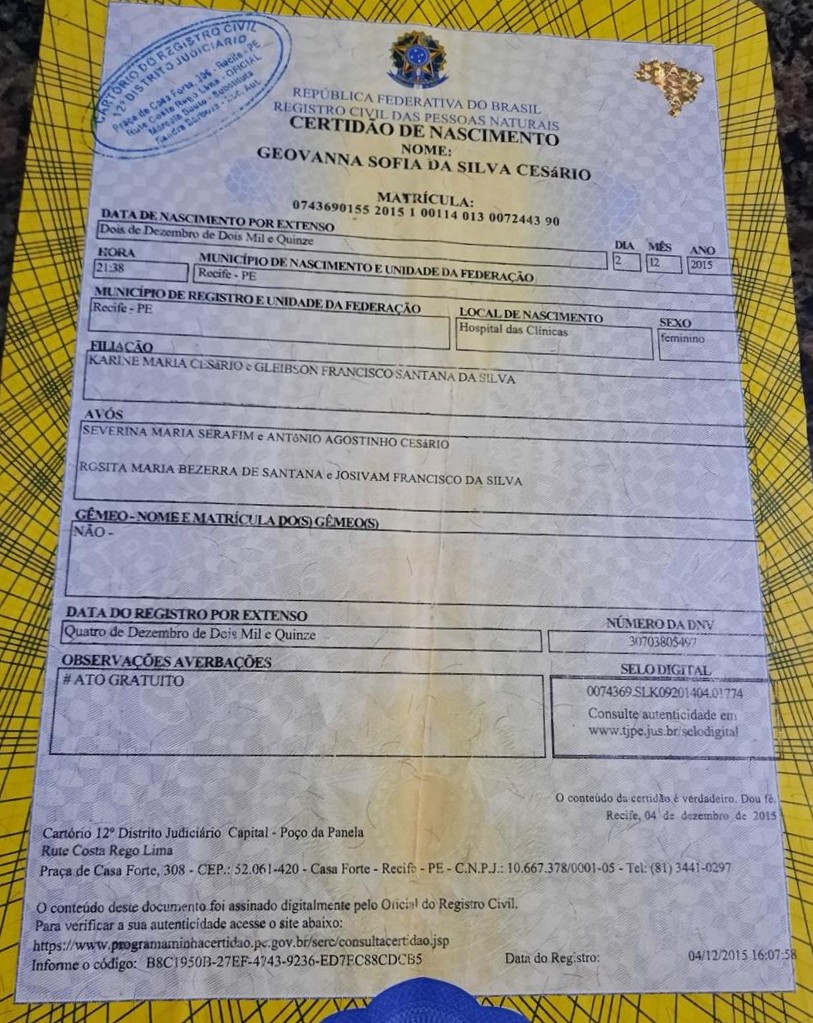 CARTÓRIO DO REGISTRO CIVIL
12º DISTRITO JUDICIÁRIO
Praça de Casa Forte, 306 - Recife - PE
Rute Costa Rego Lima - OFICIAL
Substituta
REPÚBLICA FEDERATIVA DO BRASIL
REGISTRO CIVIL DAS PESSOAS NATURAIS
CERTIDÃO DE NASCIMENTO
NOME:
GEOVANNA SOFIA DA SILVA CESáRIO
MATRÍCULA:
0743690155 2015 1 00114 013 0072443 90
DATA DE NASCIMENTO POR EXTENSO DIA MÊS ANO
Dois de Dezembro de Dois Mil e Quinze 2 12 2015
HORA MUNICÍPIO DE NASCIMENTO E UNIDADE DA FEDERAÇÃO
21:38 Recife - PE
MUNICÍPIO DE REGISTRO E UNIDADE DA FEDERAÇÃO LOCAL DE NASCIMENTO SEXO
Recife - PE Hospital das Clínicas feminino
FILIAÇÃO
KARINE MARIA CESáRIO e GLEIBSON FRANCISCO SANTANA DA SILVA
AVÓS
SEVERINA MARIA SERAFIM e ANTôNIO AGOSTINHO CESáRIO
ROSITA MARIA BEZERRA DE SANTANA e JOSIVAM FRANCISCO DA SILVA
GÊMEO - NOME E MATRÍCULA DO(S) GÊMEO(S)
NÃO -
DATA DO REGISTRO POR EXTENSO NÚMERO DA DNV
Quatro de Dezembro de Dois Mil e Quinze 30703805497
OBSERVAÇÕES AVERBAÇÕES SELO DIGITAL
# ATO GRATUITO 0074369.SLK09201404.01774
Consulte autenticidade em
www.tjpe.jus.br/selodigital
O conteúdo da certidão é verdadeiro. Dou fé.
Recife, 04 de dezembro de 2015
Cartório 12º Distrito Judiciário Capital - Poço da Panela
Rute Costa Rego Lima
Praça de Casa Forte, 308 - CEP.: 52.061-420 - Casa Forte - Recife - PE - C.N.P.J.: 10.667.378/0001-05 - Tel: (81) 3441-0297
O conteúdo deste documento foi assinado digitalmente pelo Oficial do Registro Civil.
Para verificar a sua autenticidade acesse o site abaixo:
https://www.programaminhacertidao.pe.gov.br/serc/consultacertidao.jsp
Informe o código: B8C1950B-27EF-4743-9236-ED7FC88CDCB5 Data do Registro: 04/12/2015 16:07:58